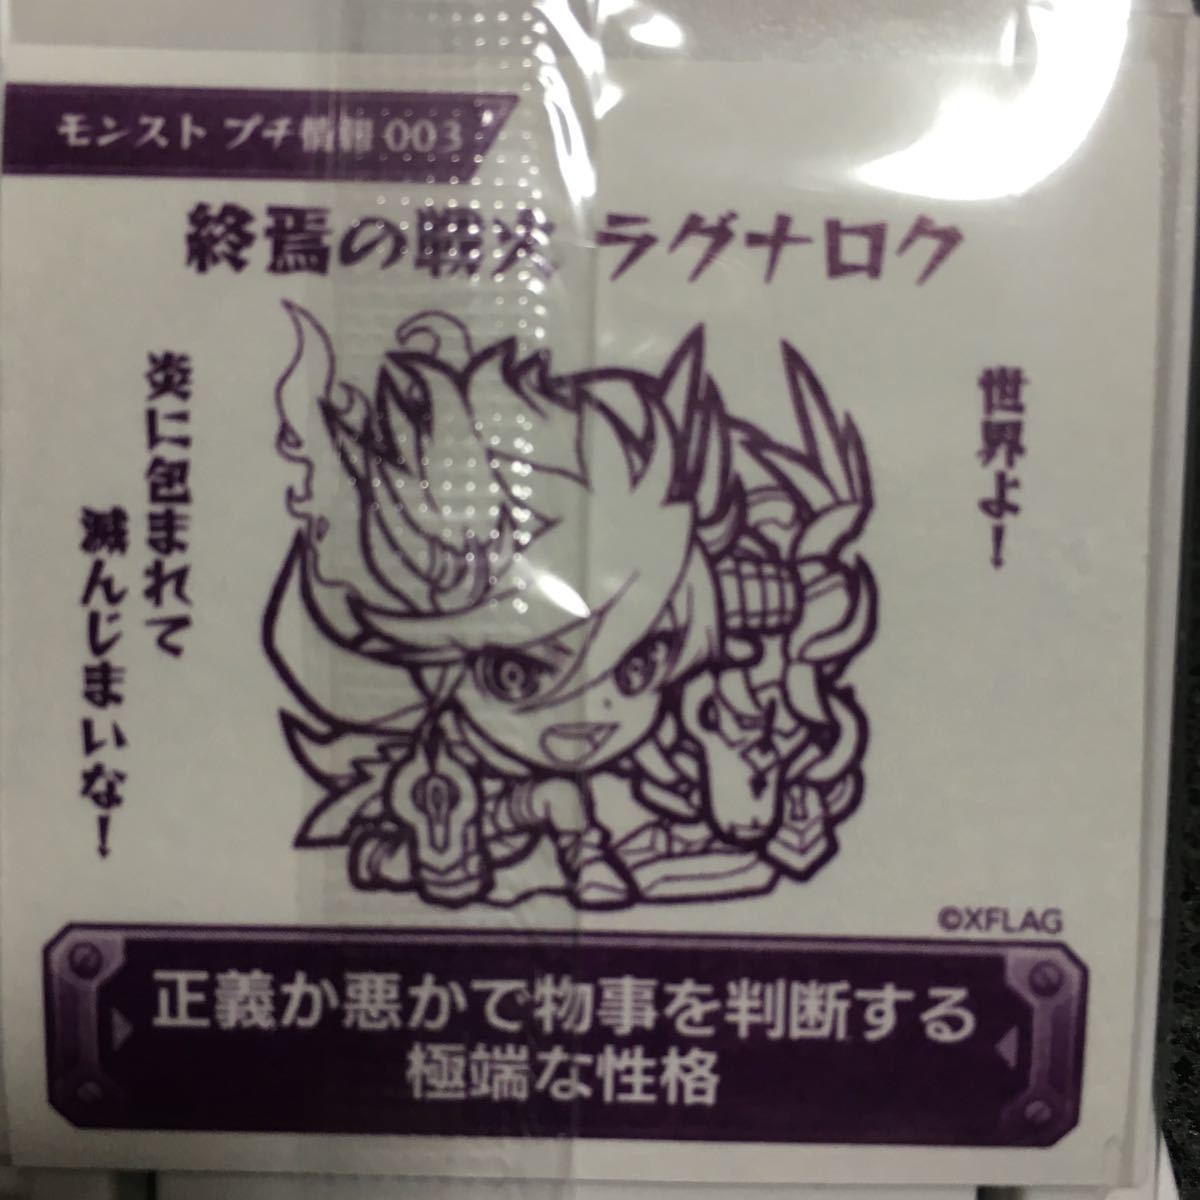 モンスト プチ情報 003
終焉の戦火 ラグナロク
世界よ！
炎に包まれて
滅んじまいな！
©XFLAG
正義か悪かで物事を判断する
極端な性格